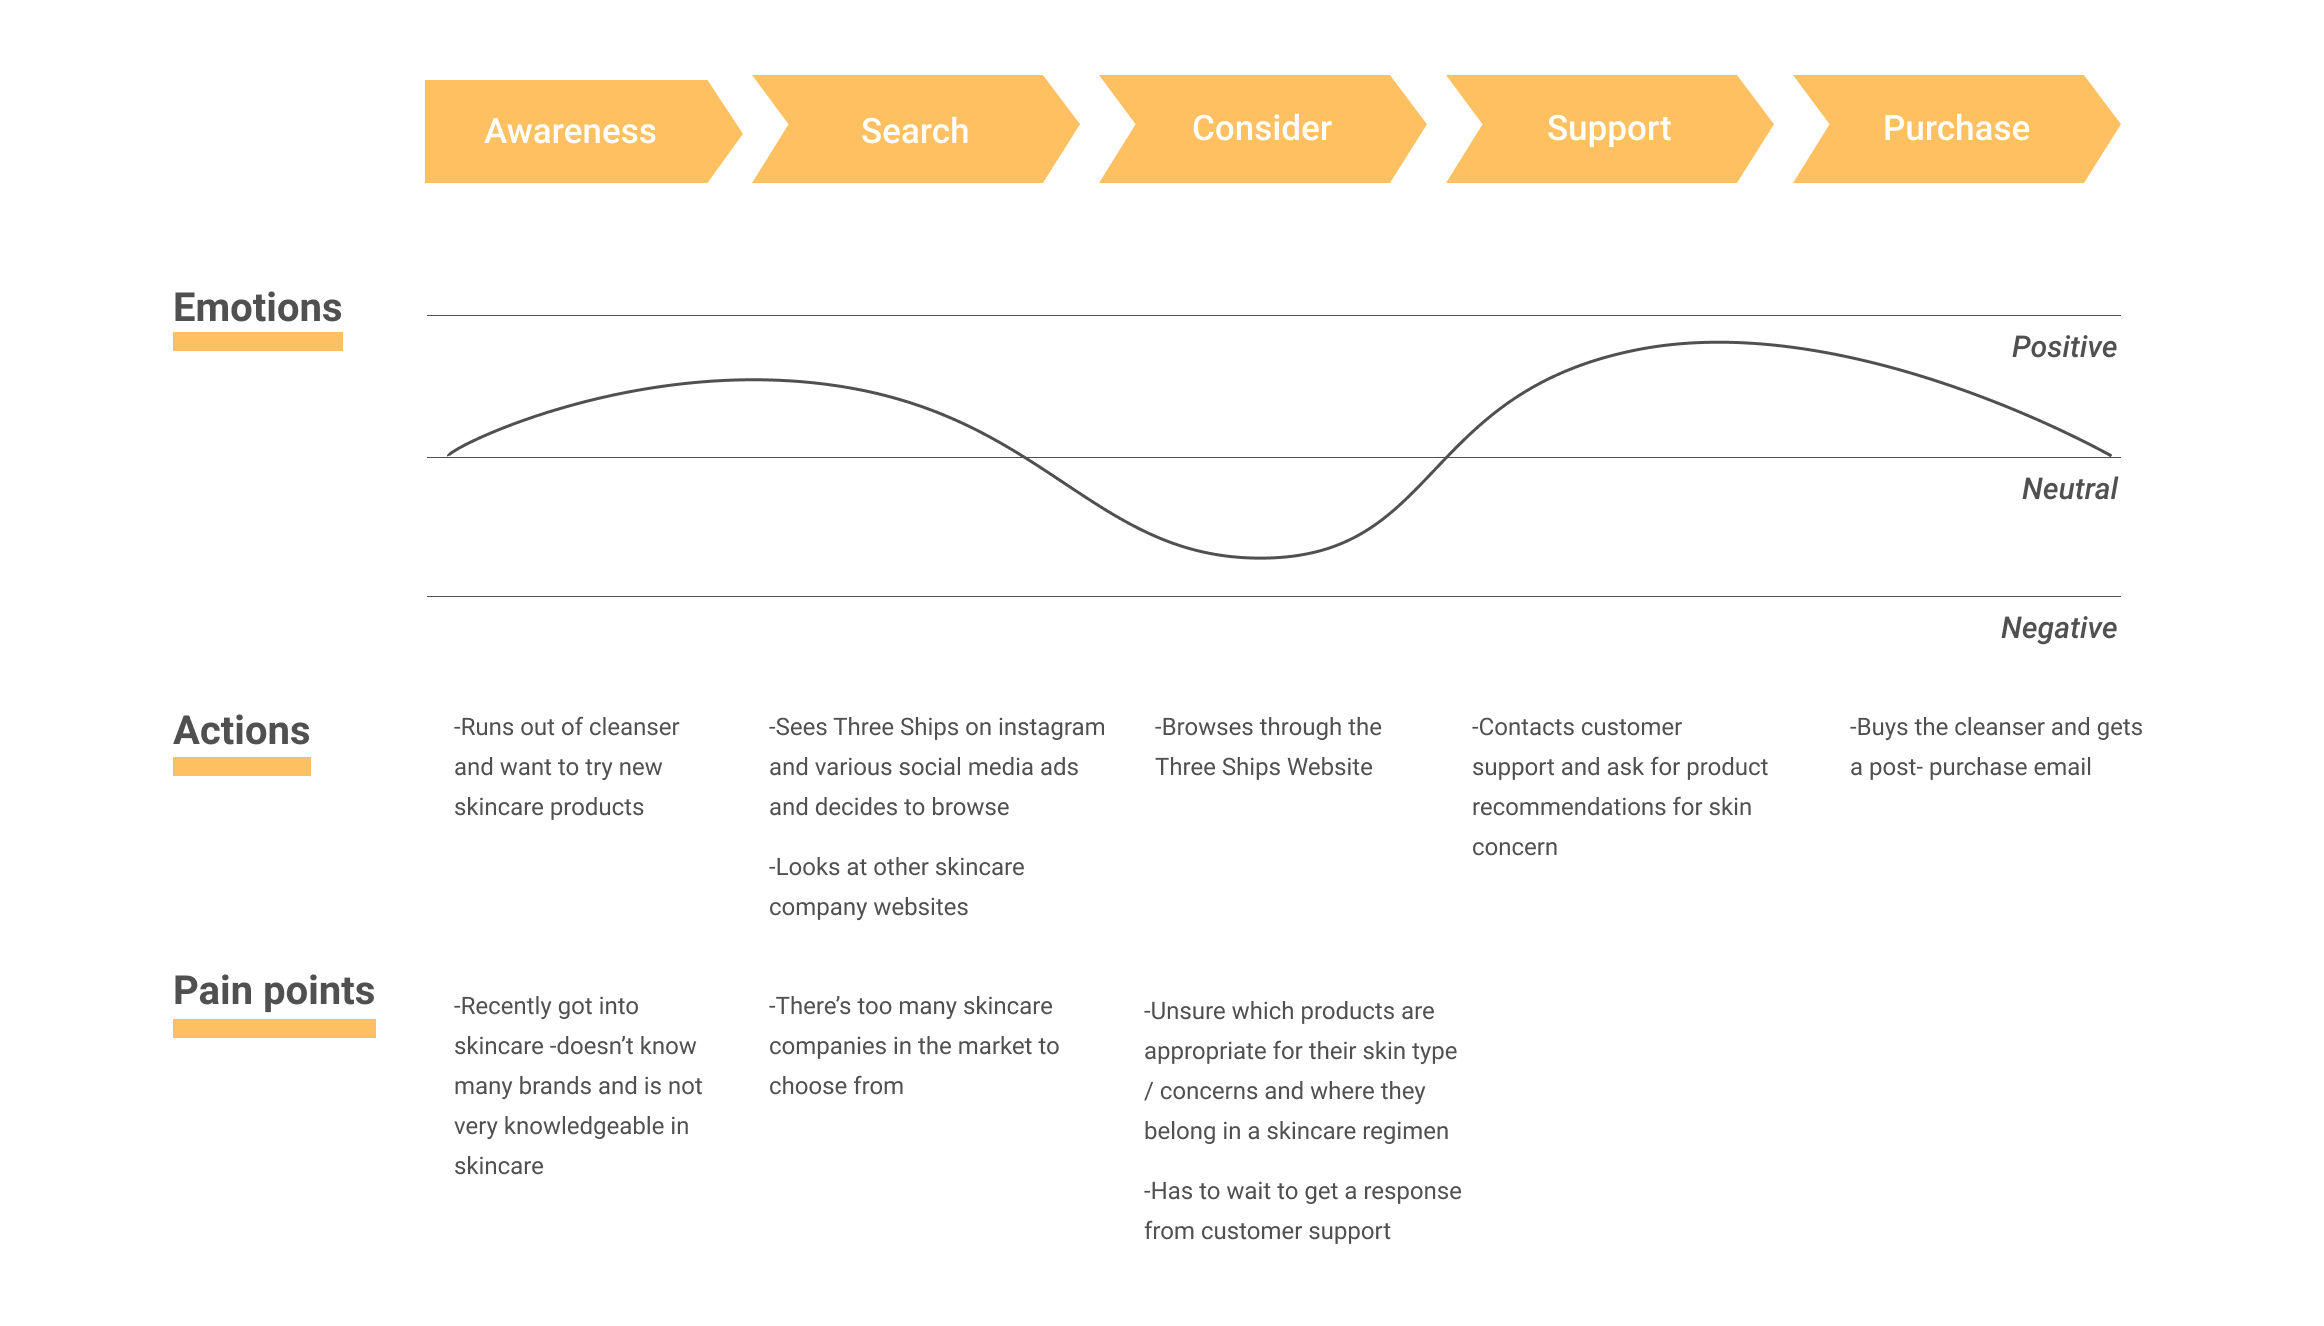 Awareness
Search
Consider
Support
Purchase
Emotions
Positive
Neutral
Negative
Actions
-Runs out of cleanser
and want to try new
skincare products
-Sees Three Ships on instagram
and various social media ads
and decides to browse
-Looks at other skincare
company websites
-Browses through the
Three Ships Website
-Contacts customer
support and ask for product
recommendations for skin
concern
-Buys the cleanser and gets
a post- purchase email
Pain points
-Recently got into
skincare -doesn’t know
many brands and is not
very knowledgeable in
skincare
-There’s too many skincare
companies in the market to
choose from
-Unsure which products are
appropriate for their skin type
/ concerns and where they
belong in a skincare regimen
-Has to wait to get a response
from customer support